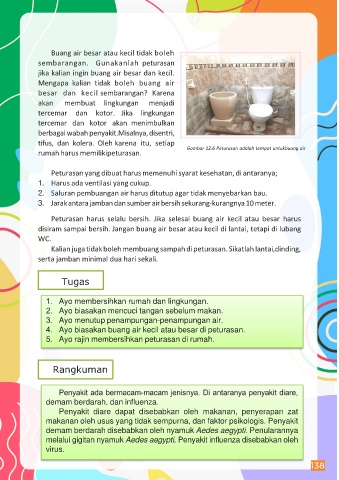 Buang air besar atau kecil tidak boleh
sembarangan. Gunakanlah peturasan
jika kalian ingin buang air besar dan kecil.
Mengapa kalian tidak boleh buang air
besar dan kecil sembarangan? Karena
akan membuat lingkungan menjadi
tercemar dan kotor. Jika lingkungan
tercemar dan kotor akan menimbulkan
berbagai wabah penyakit.Misalnya, disentri,
tifus, dan kolera. Oleh karena itu, setiap
rumah harus memiliki peturasan.
Gambar 12.6 Peturasan adalah tempat untuk buang air
Peturasan yang dibuat harus memenuhi syarat kesehatan, di antaranya;
1. Harus ada ventilasi yang cukup.
2. Saluran pembuangan air harus ditutup agar tidak menyebarkan bau.
3. Jarak antara jamban dan sumber air bersih sekurang-kurangnya 10 meter.
Peturasan harus selalu bersih. Jika selesai buang air kecil atau besar harus
disiram sampai bersih. Jangan buang air besar atau kecil di lantai, tetapi di lubang
WC.
Kalian juga tidak boleh membuang sampah di peturasan. Sikatlah lantai,dinding,
serta jamban minimal dua hari sekali.
Tugas
1. Ayo membersihkan rumah dan lingkungan.
2. Ayo biasakan mencuci tangan sebelum makan.
3. Ayo menutup penampungan-penampungan air.
4. Ayo biasakan buang air kecil atau besar di peturasan.
5. Ayo rajin membersihkan peturasan di rumah.
Rangkuman
Penyakit ada bermacam-macam jenisnya. Di antaranya penyakit diare,
demam berdarah, dan influenza.
Penyakit diare dapat disebabkan oleh makanan, penyerapan zat
makanan oleh usus yang tidak sempurna, dan faktor psikologis. Penyakit
demam berdarah disebabkan oleh nyamuk Aedes aegypti. Penularannya
melalui gigitan nyamuk Aedes aegypti. Penyakit influenza disebabkan oleh
virus.
138